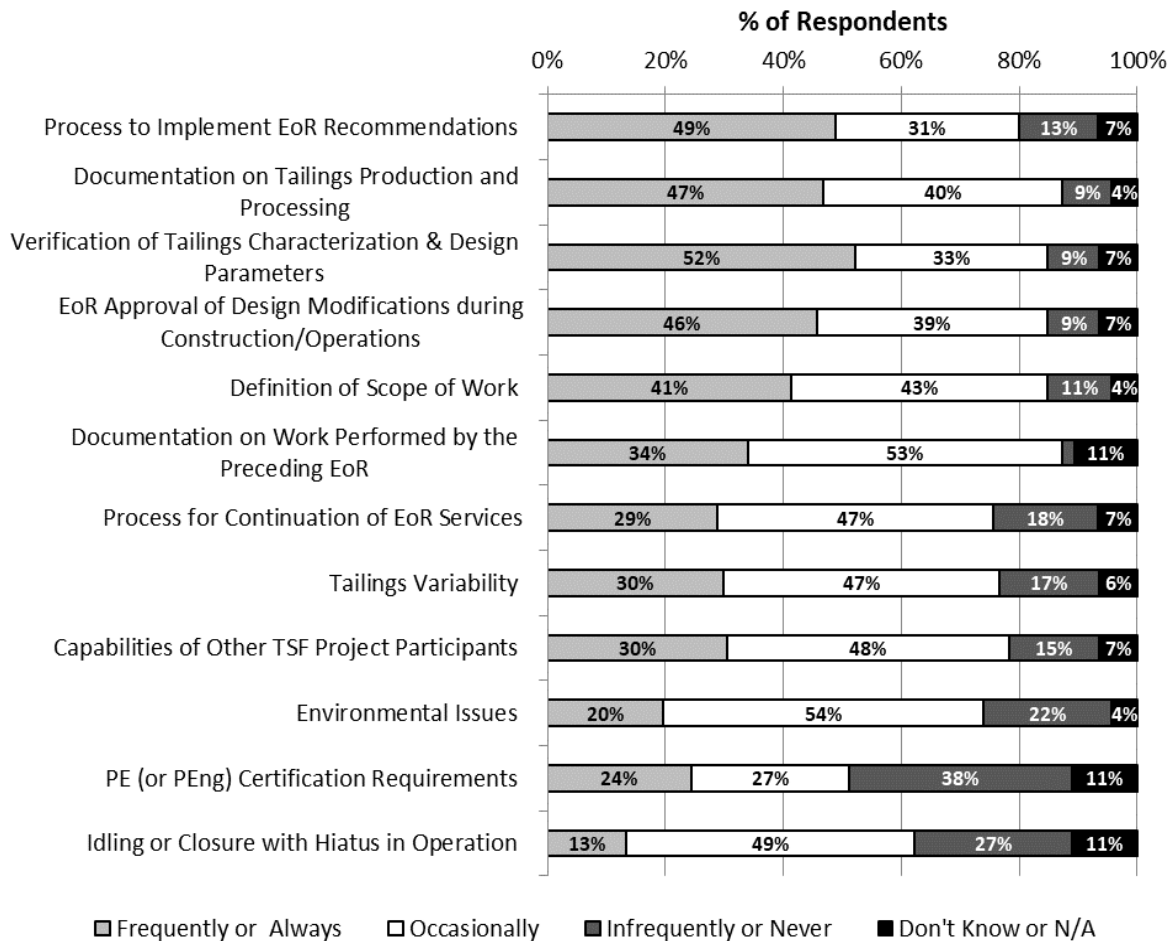 % of Respondents
0% 20% 40% 60% 80% 100%
Process to Implement EoR Recommendations
49% 31% 13% 7%
Documentation on Tailings Production and
Processing
47% 40% 9% 4%
Verification of Tailings Characterization & Design
Parameters
52% 33% 9% 7%
EoR Approval of Design Modifications during
Construction/Operations
46% 39% 9% 7%
Definition of Scope of Work
41% 43% 11% 4%
Documentation on Work Performed by the
Preceding EoR
34% 53% 11%
Process for Continuation of EoR Services
29% 47% 18% 7%
Tailings Variability
30% 47% 17% 6%
Capabilities of Other TSF Project Participants
30% 48% 15% 7%
Environmental Issues
20% 54% 22% 4%
PE (or PEng) Certification Requirements
24% 27% 38% 11%
Idling or Closure with Hiatus in Operation
13% 49% 27% 11%
Frequently or Always Occasionally Infrequently or Never Don't Know or N/A